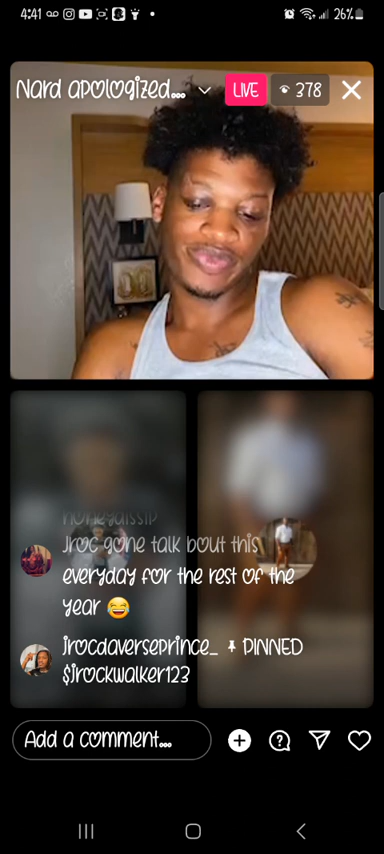 4:41
26%
Nard apologized...
LIVE
378
honeydissip
Jroc gone talk bout this
everyday for the rest of the
year 😂
jrocdaverseprince_ PINNED
$jrockwalker123
Add a comment...